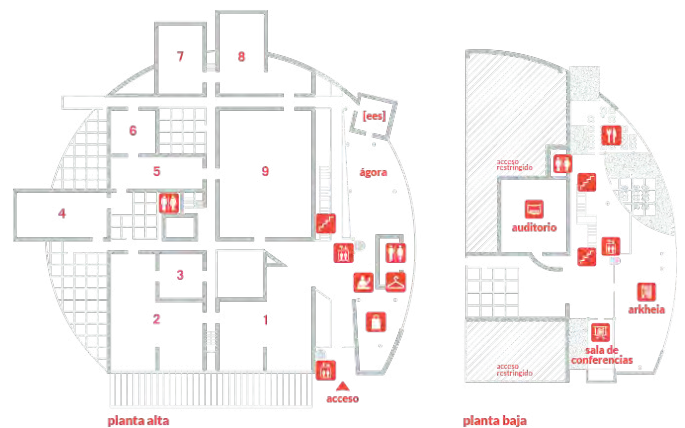 7
8
[ees]
6
5
9
ágora
4
3
2
1
acceso
planta alta
acceso
restringido
auditorio
arkheia
sala de
conferencias
acceso
restringido
planta baja